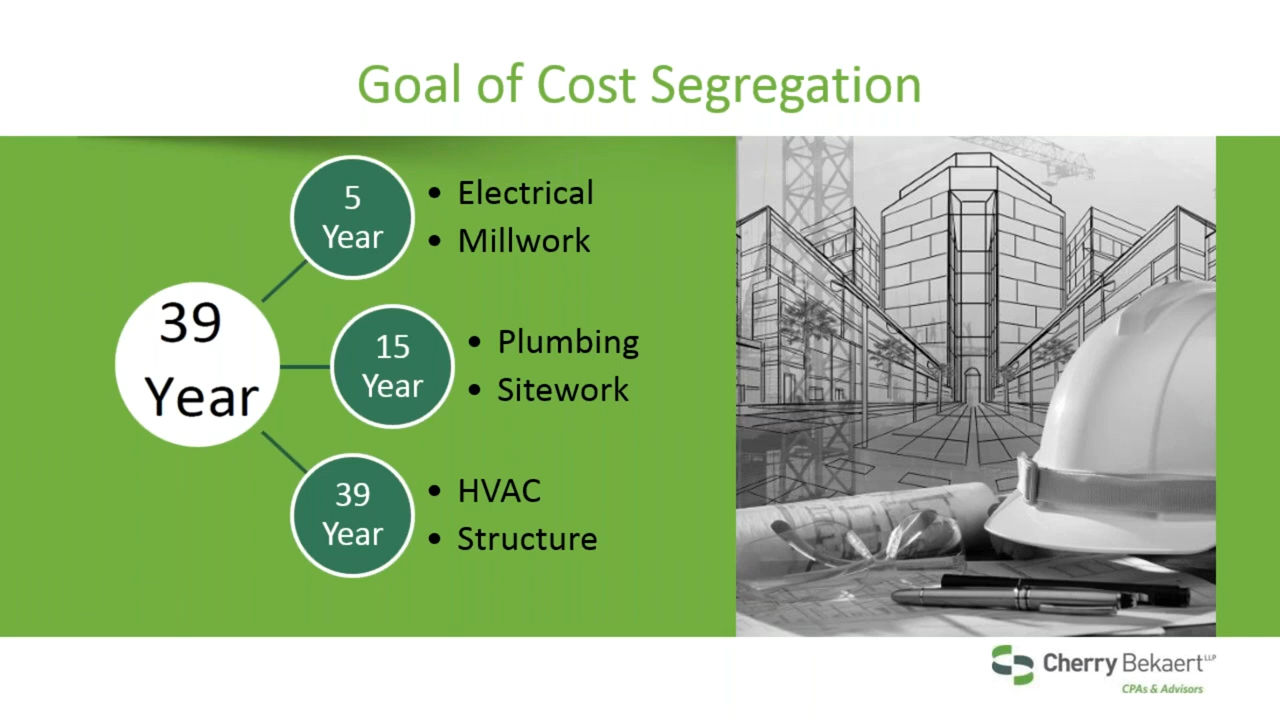 Goal of Cost Segregation
39
Year
5
Year
• Electrical
• Millwork
15
Year
• Plumbing
• Sitework
39
Year
• HVAC
• Structure
Cherry Bekaert LLP
CPAs & Advisors